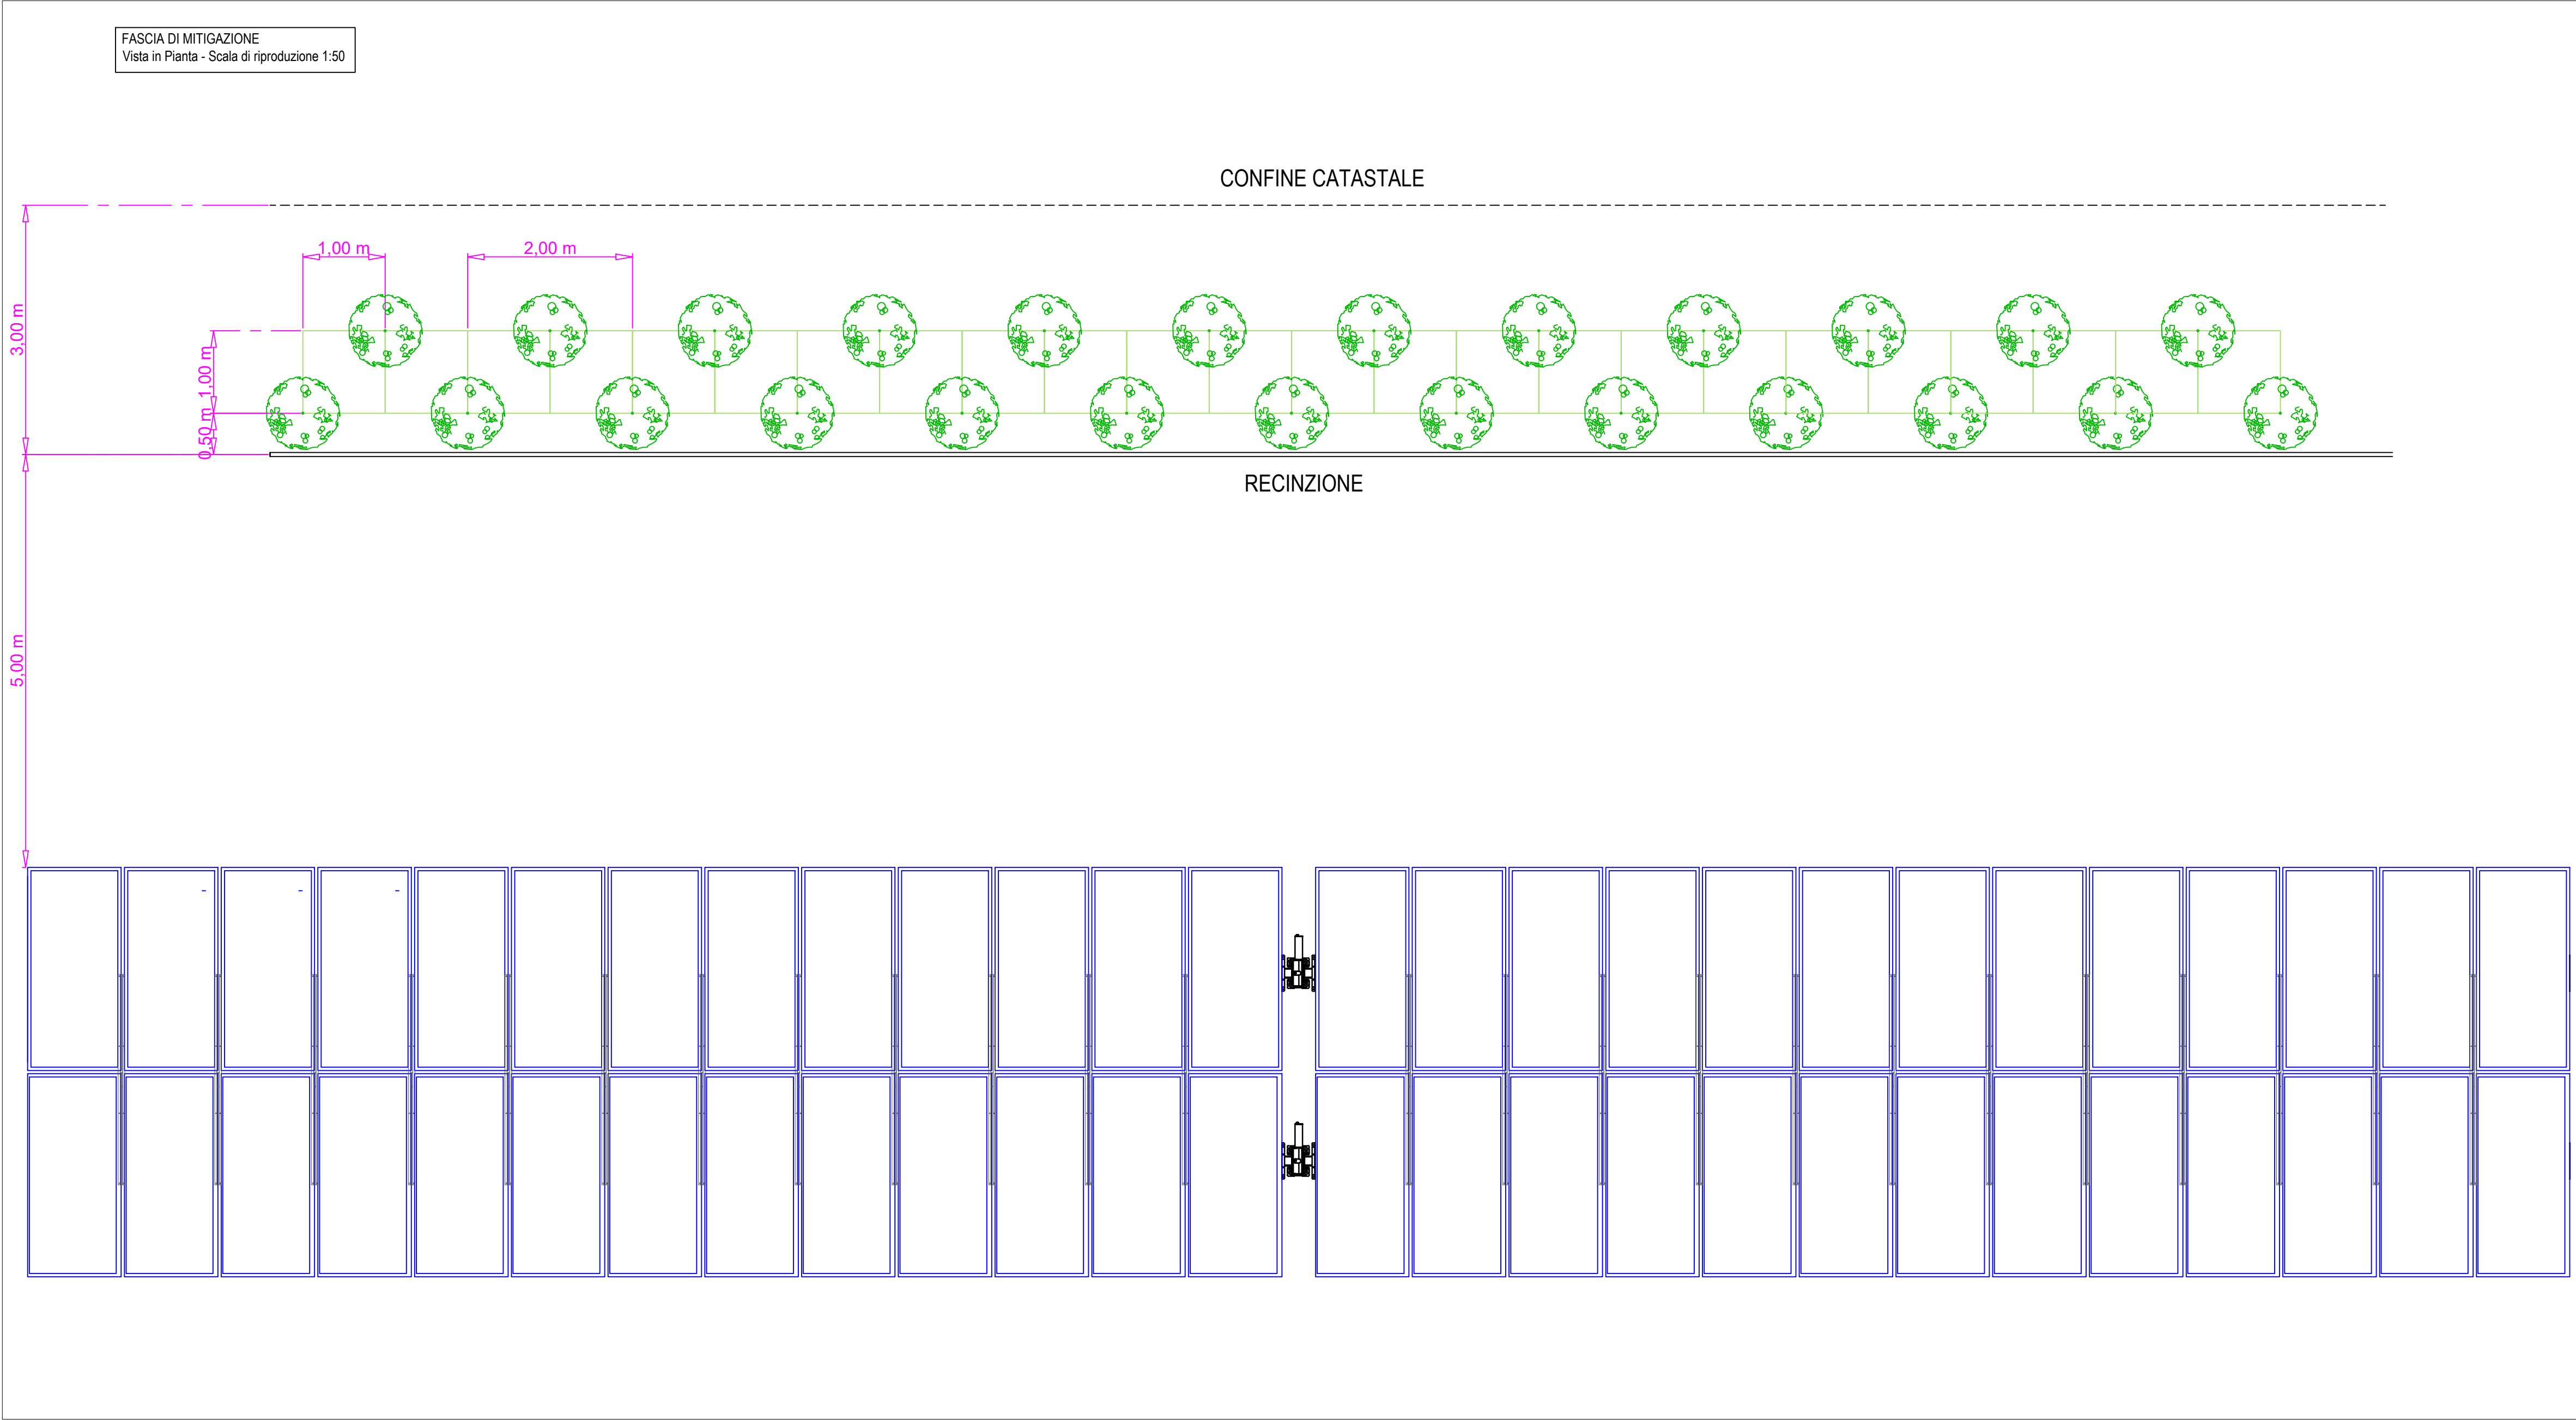 FASCIA DI MITIGAZIONE
Vista in Pianta - Scala di riproduzione 1:50
CONFINE CATASTALE
1,00 m
2,00 m
3,00 m
1,00 m
0,50 m
RECINZIONE
5,00 m